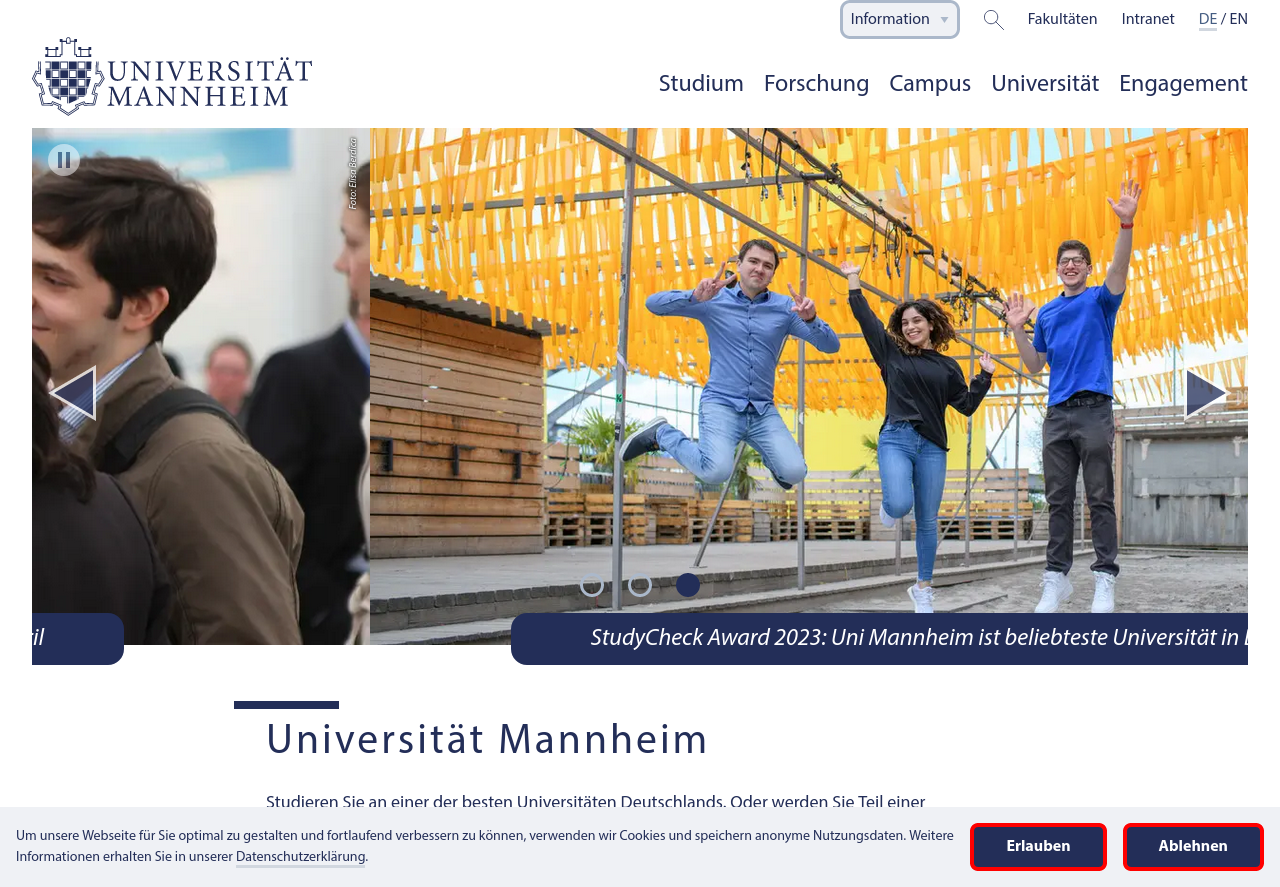 Information
Fakultäten
Intranet
DE / EN
UNIVERSITÄT
MANNHEIM
Studium
Forschung
Campus
Universität
Engagement
Foto: Elisa Berdica
StudyCheck Award 2023: Uni Mannheim ist beliebteste Universität in
Universität Mannheim
Studieren Sie an einer der besten Universitäten Deutschlands. Oder werden Sie Teil einer
Um unsere Webseite für Sie optimal zu gestalten und fortlaufend verbessern zu können, verwenden wir Cookies und speichern anonyme Nutzungsdaten. Weitere
Informationen erhalten Sie in unserer Datenschutzerklärung.
Erlauben
Ablehnen